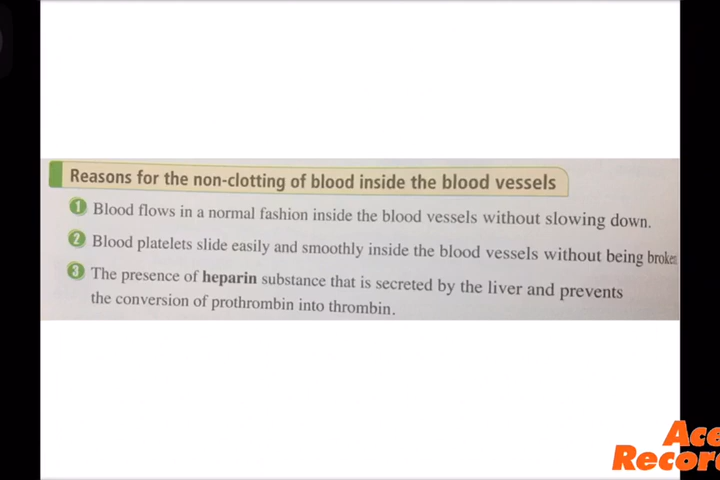 Reasons for the non-clotting of blood inside the blood vessels
1 Blood flows in a normal fashion inside the blood vessels without slowing down.
2 Blood platelets slide easily and smoothly inside the blood vessels without being
3 The presence of heparin substance that is secreted by the liver and prevents
the conversion of prothrombin into thrombin.